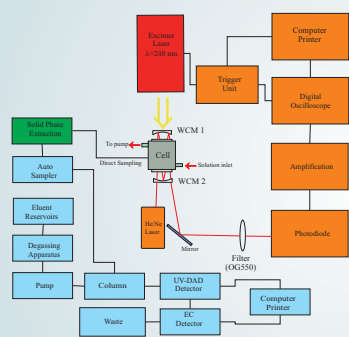 Excimer
Laser
λ=248 nm
Computer
Printer
Trigger
Unit
Digital
Oscilloscope
Solid Phase
Extraction
To pump
WCM 1
Cell
Direct Sampling
Solution inlet
WCM 2
Amplification
Auto
Sampler
Eluent
Reservoirs
He/Ne
Laser
Mirror
Filter
(OG550)
Photodiode
Degassing
Apparatus
Pump
Column
UV-DAD
Detector
Computer
Printer
Waste
EC
Detector